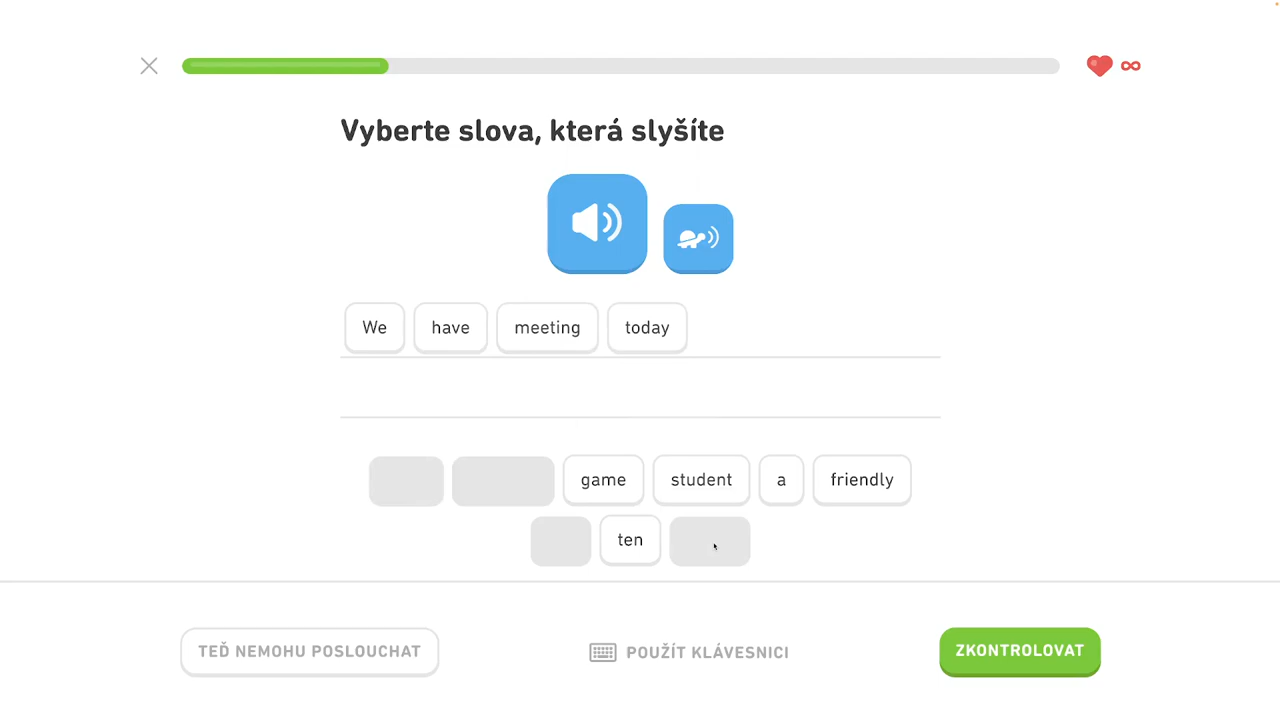 ∞
Vyberte slova, která slyšíte
We have meeting today
game student a friendly
ten
TEĎ NEMOHU POSLOUCHAT POUŽÍT KLÁVESNICI ZKONTROLOVAT